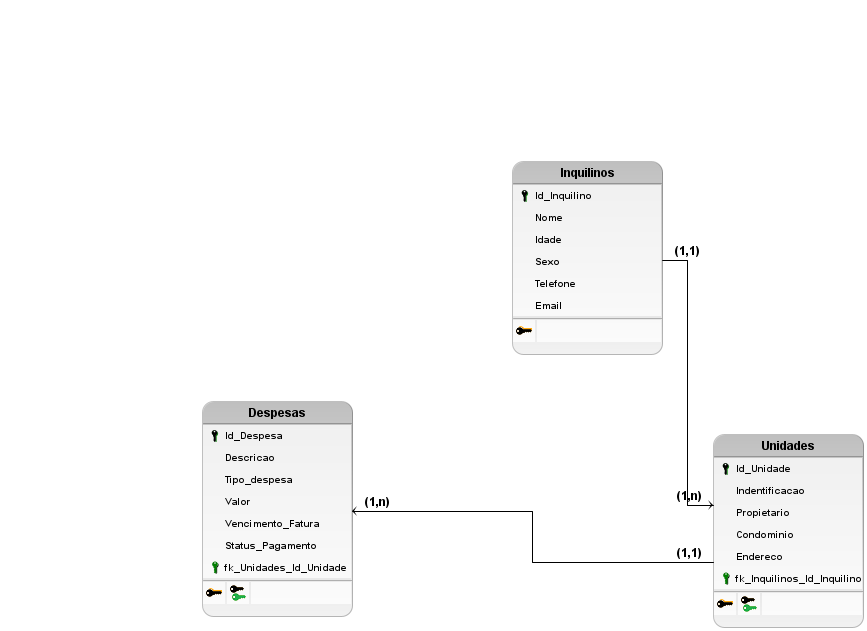 Inquilinos
Id_Inquilino
Nome
Idade
Sexo
Telefone
Email
(1,1)
Despesas
Id_Despesa
Descricao
Tipo_despesa
Valor
Vencimento_Fatura
Status_Pagamento
fk_Unidades_Id_Unidade
(1,n)
(1,n)
(1,1)
Unidades
Id_Unidade
Indentificacao
Propietario
Condominio
Endereco
fk_Inquilinos_Id_Inquilino